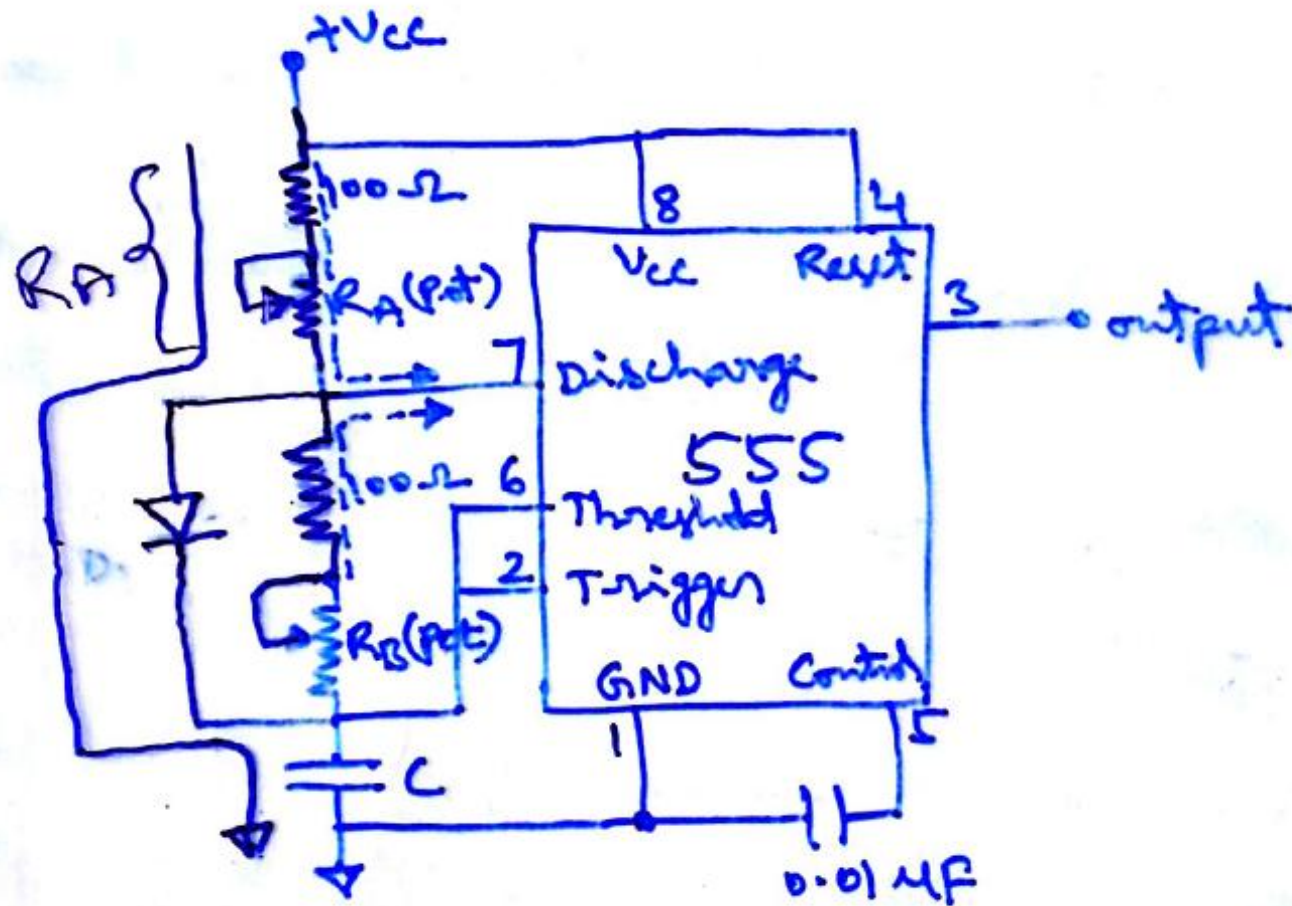 +Vcc
100Ω
RA
RA (Pot)
8
4
Vcc
Reset
3
output
7
Discharge
555
100Ω
6
Threshold
2
Trigger
D.
RB (Pot)
GND
Control
1
5
C
0.01 μF